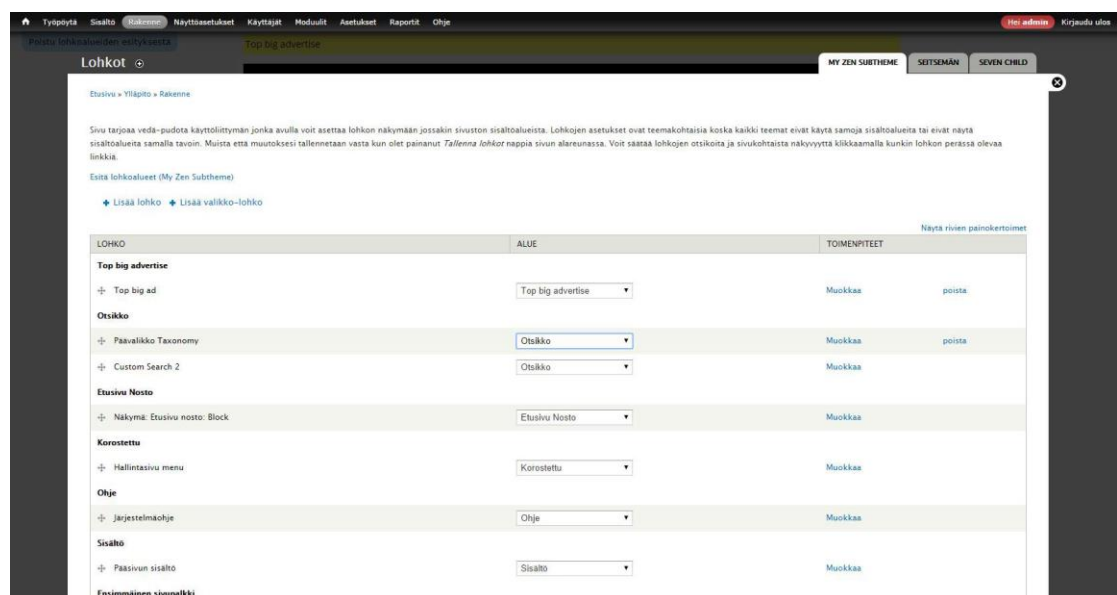 Työpöytä Sisältö Rakenne Näyttöasetukset Käyttäjät Moduulit Asetukset Raportit Ohje Hei admin Kirjaudu ulos
Poistu lohkoalueiden esityksestä Top big advertise
Lohkot MY ZEN SUBTHEME SEITSEMÄN SEVEN CHILD
Etusivu » Ylläpito » Rakenne
Sivu tarjoaa vedä-pudota käyttöliittymän jonka avulla voit asettaa lohkon näkymään jossakin sivuston sisältöalueista. Lohkojen asetukset ovat teemakohtaisia koska kaikki teemat eivät käytä samoja sisältöalueita tai eivät näytä
sisältöalueita samalla tavoin. Muista että muutoksesi tallennetaan vasta kun olet painanut Tallenna lohkot nappia sivun alareunassa. Voit säätää lohkojen otsikoita ja sivukohtaista näkyvyyttä klikkaamalla kunkin lohkon perässä olevaa
linkkiä.
Esitä lohkoalueet (My Zen Subtheme)
Lisää lohko Lisää valikko-lohko
Näytä rivien painokertoimet
LOHKO ALUE TOIMENPITEET
Top big advertise
Top big ad Top big advertise Muokkaa poista
Otsikko
Päävalikko Taxonomy Otsikko Muokkaa poista
Custom Search 2 Otsikko Muokkaa
Etusivu Nosto
Näkymä: Etusivu nosto: Block Etusivu Nosto Muokkaa
Korostettu
Hallintasivu menu Korostettu Muokkaa
Ohje
Järjestelmäohje Ohje Muokkaa
Sisältö
Pääsivun sisältö Sisältö Muokkaa
Ensimmäinen sivupalkki